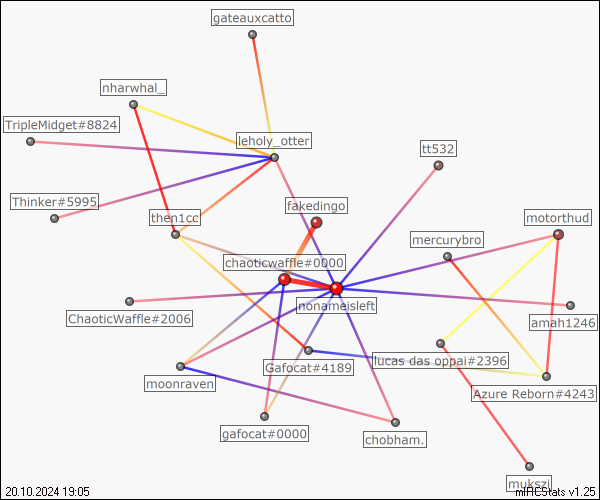 gateauxcatto
nharwhal_
TripleMidget#8824
leholy_otter
tt532
Thinker#5995
fakedingo
then1cc
motorthud
mercurybro
chaoticwaffle#0000
nonameisleft
ChaoticWaffle#2006
amah1246
lucas das oppai#2396
Gafocat#4189
moonraven
Azure Reborn#4243
gafocat#0000
chobham.
mukszi
20.10.2024 19:05
mIRCStats v1.25